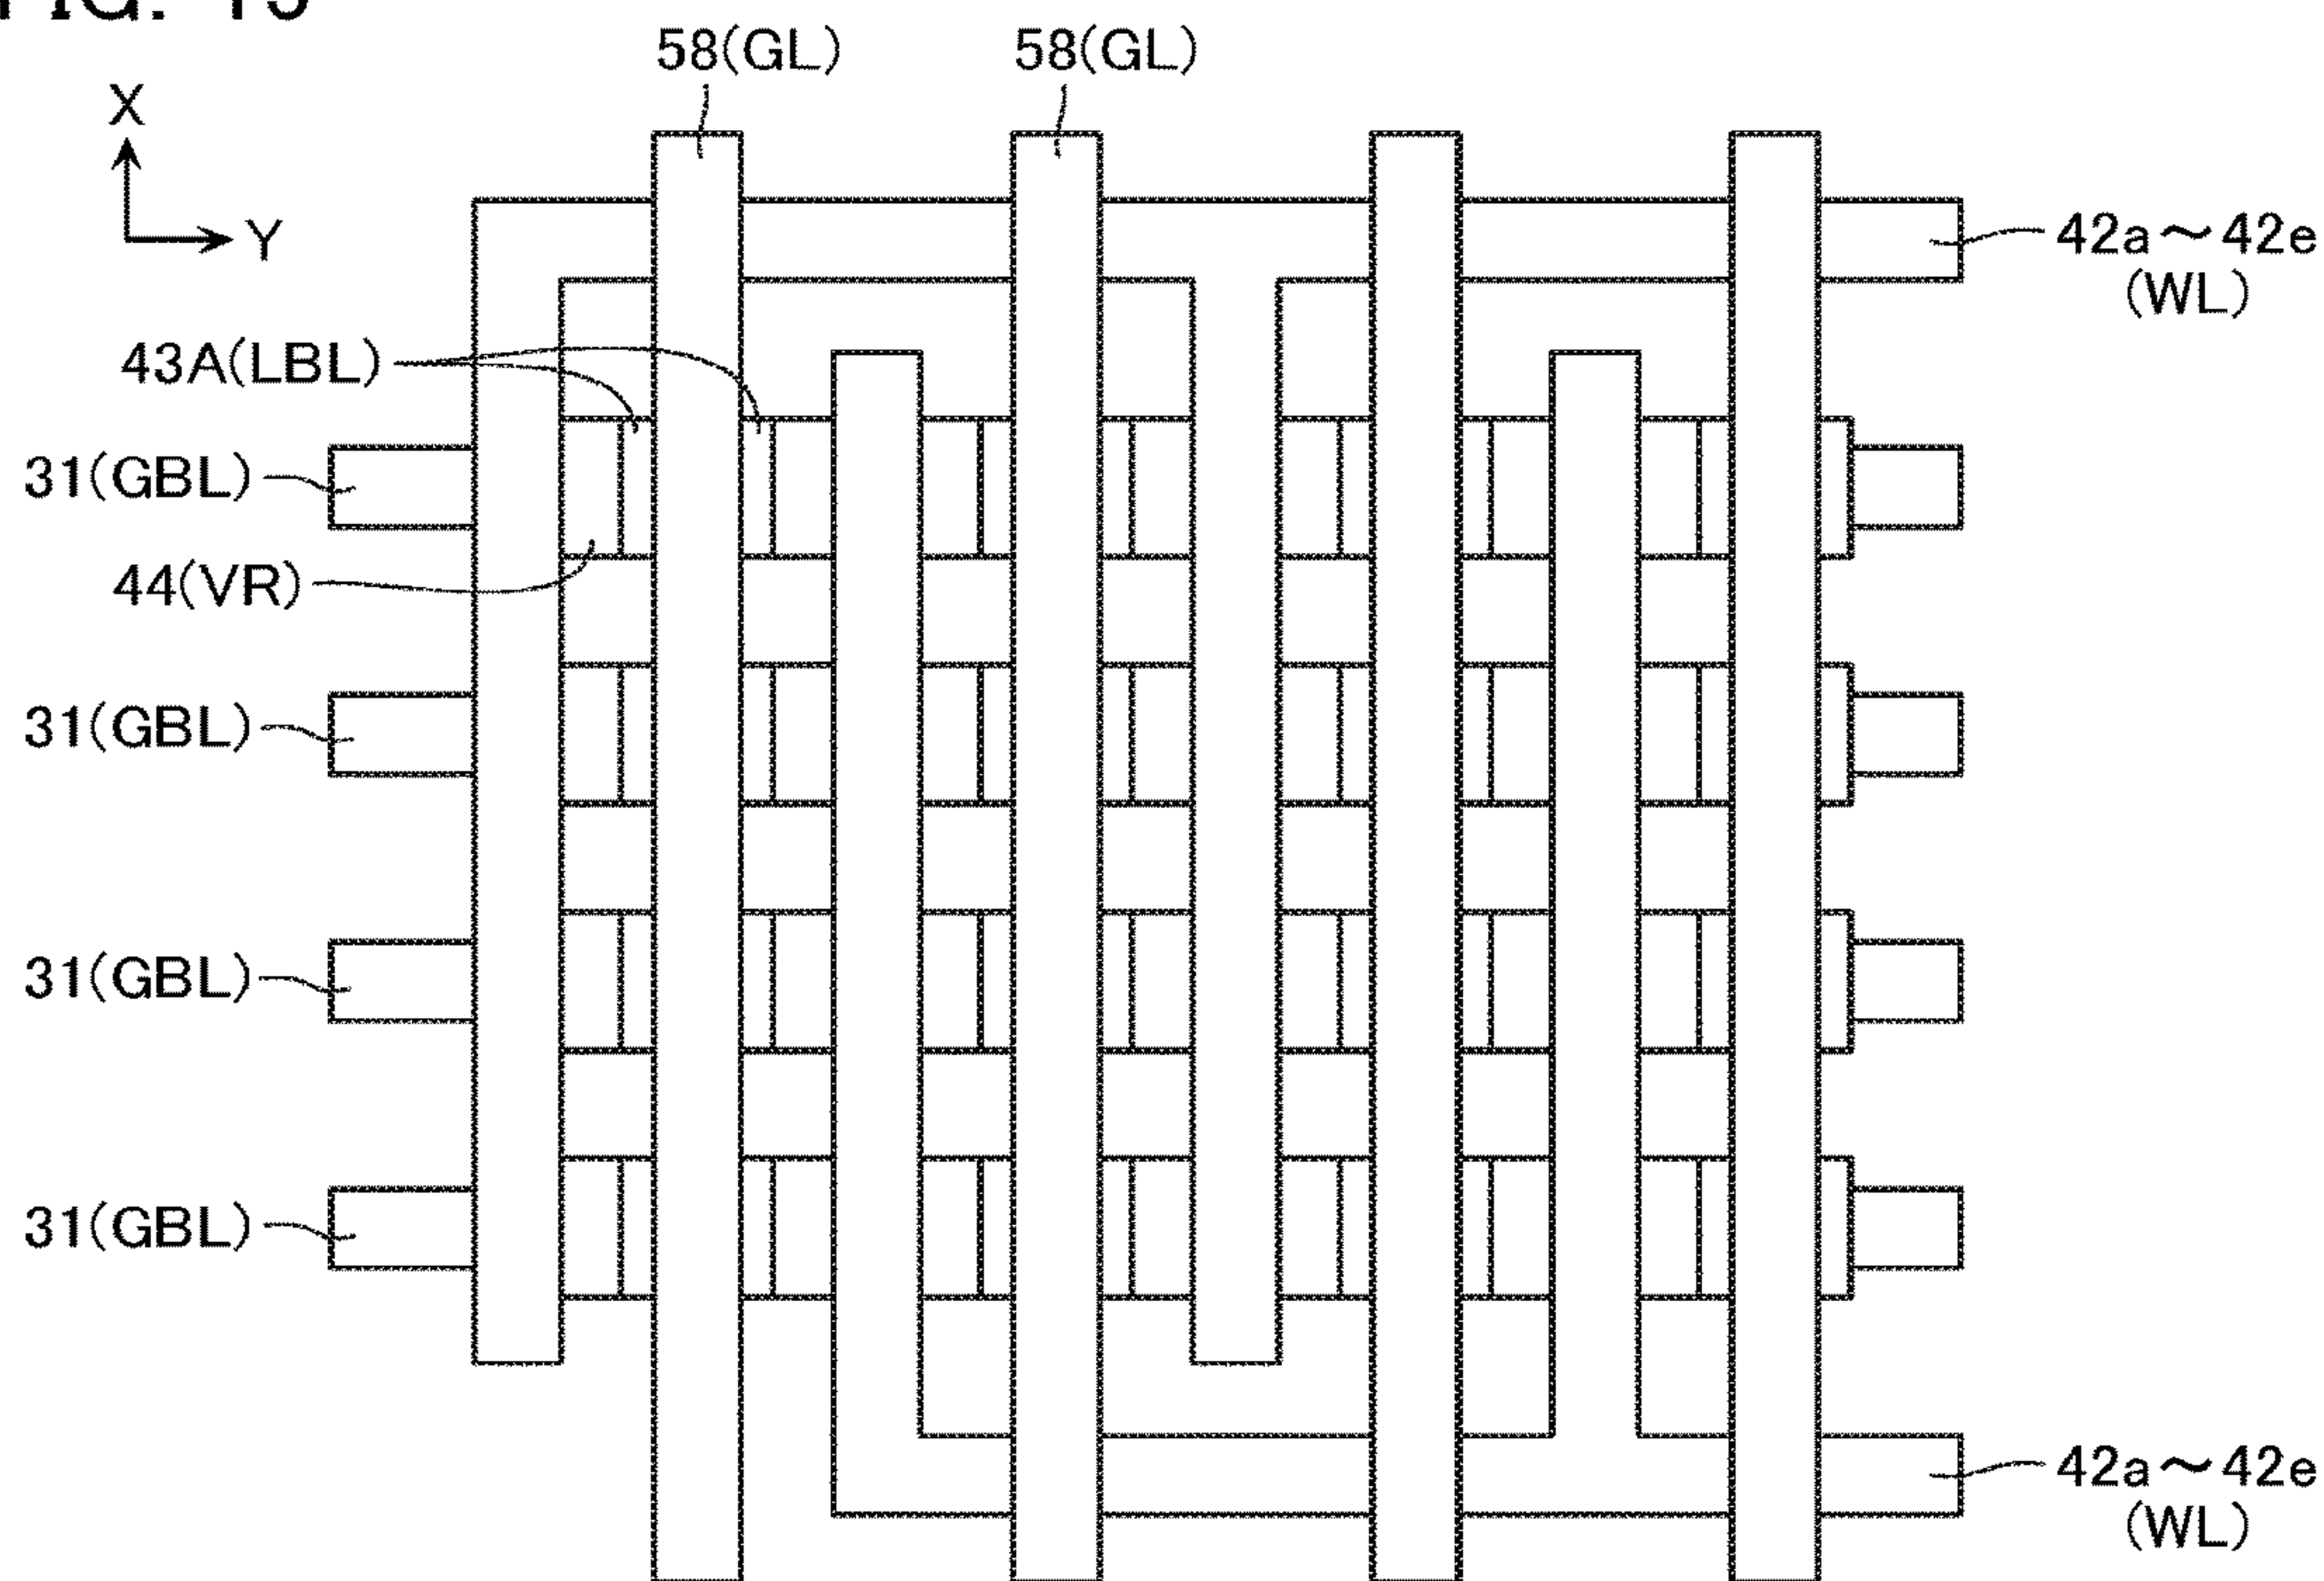 58(GL)
58(GL)
X
Y
42a～42e
(WL)
43A(LBL)
31(GBL)
44(VR)
31(GBL)
31(GBL)
31(GBL)
42a～42e
(WL)